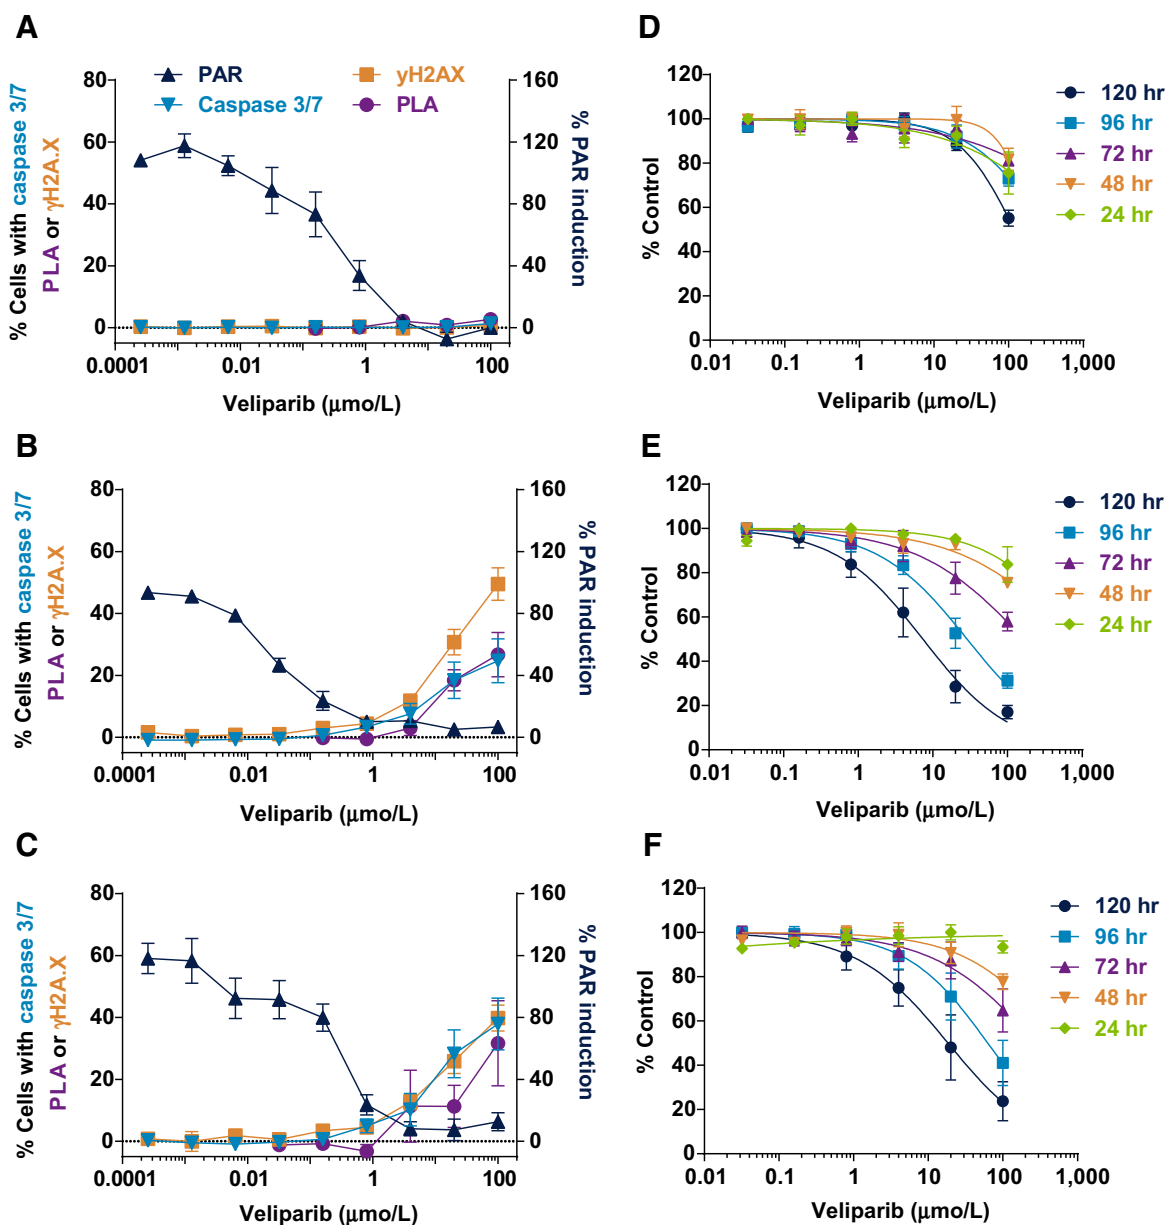 A
PAR
γH2AX
Caspase 3/7
PLA
% Cells with caspase 3/7
PLA or γH2A.X
% PAR induction
80
60
40
20
0
160
120
80
40
0
0.0001 0.01 1 100
Veliparib (μmo/L)
D
% Control
120
100
80
60
40
20
0
0.01 0.1 1 10 100 1,000
Veliparib (μmo/L)
120 hr
96 hr
72 hr
48 hr
24 hr
B
% Cells with caspase 3/7
PLA or γH2A.X
% PAR induction
80
60
40
20
0
160
120
80
40
0
0.0001 0.01 1 100
Veliparib (μmo/L)
E
% Control
120
100
80
60
40
20
0
0.01 0.1 1 10 100 1,000
Veliparib (μmo/L)
120 hr
96 hr
72 hr
48 hr
24 hr
C
% Cells with caspase 3/7
PLA or γH2A.X
% PAR induction
80
60
40
20
0
160
120
80
40
0
0.0001 0.01 1 100
Veliparib (μmo/L)
F
% Control
120
100
80
60
40
20
0
0.01 0.1 1 10 100 1,000
Veliparib (μmo/L)
120 hr
96 hr
72 hr
48 hr
24 hr